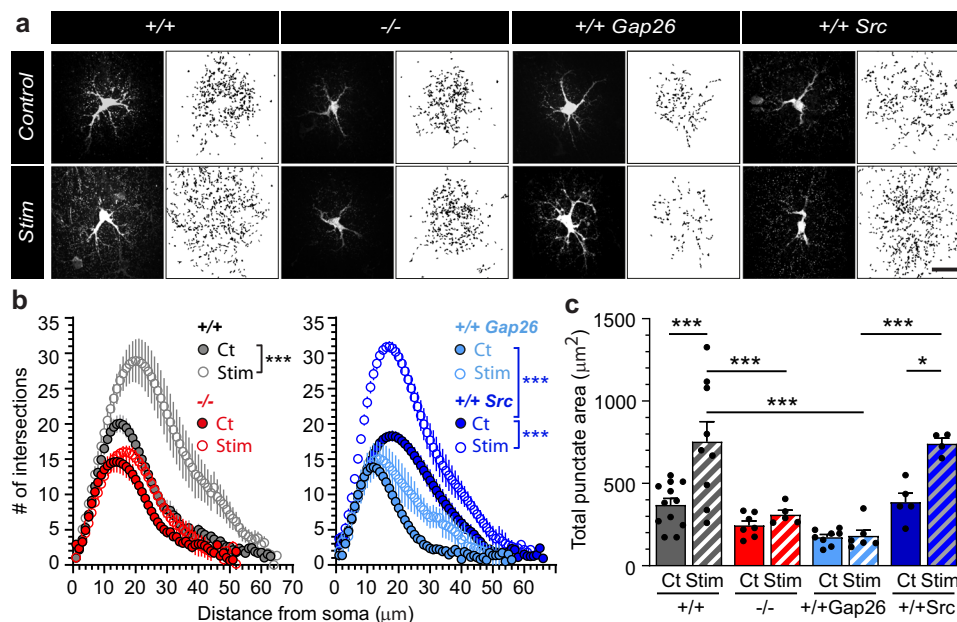 a
+/+
-/-
+/+ Gap26
+/+ Src
Control
Stim
b
# of intersections
35
30
25
20
15
10
5
0
+/+
Ct
Stim
***
-/-
Ct
Stim
0 10 20 30 40 50 60 70
35
30
25
20
15
10
5
0
+/+ Gap26
Ct
Stim
***
+/+ Src
Ct
Stim
***
0 10 20 30 40 50 60
Distance from soma (μm)
c
Total punctate area (μm²)
1500
1000
500
0
***
***
***
***
*
Ct Stim Ct Stim Ct Stim Ct Stim
+/+ -/- +/+Gap26 +/+Src